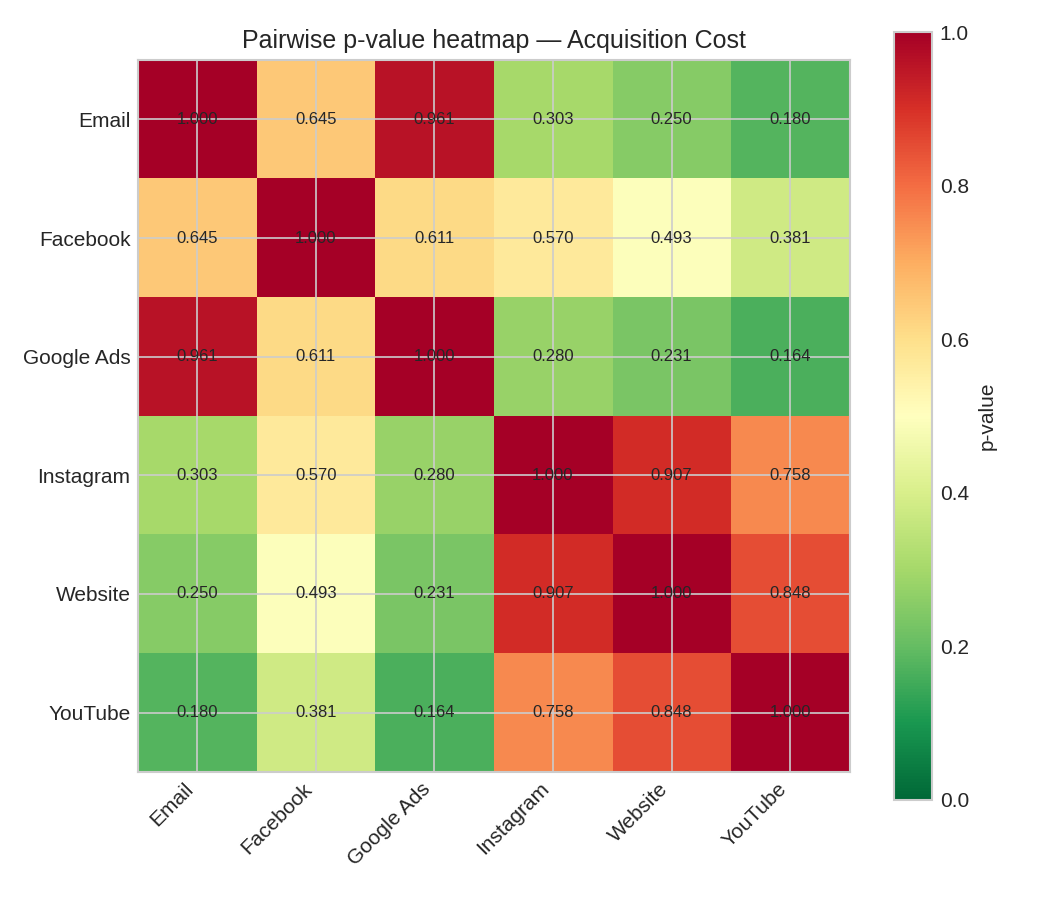 Pairwise p-value heatmap — Acquisition Cost
Email 1.000 0.645 0.961 0.303 0.250 0.180
Facebook 0.645 1.000 0.611 0.570 0.493 0.381
Google Ads 0.961 0.611 1.000 0.280 0.231 0.164
Instagram 0.303 0.570 0.280 1.000 0.907 0.758
Website 0.250 0.493 0.231 0.907 1.000 0.848
YouTube 0.180 0.381 0.164 0.758 0.848 1.000
Email Facebook Google Ads Instagram Website YouTube
1.0
0.8
0.6
0.4
0.2
0.0
p-value